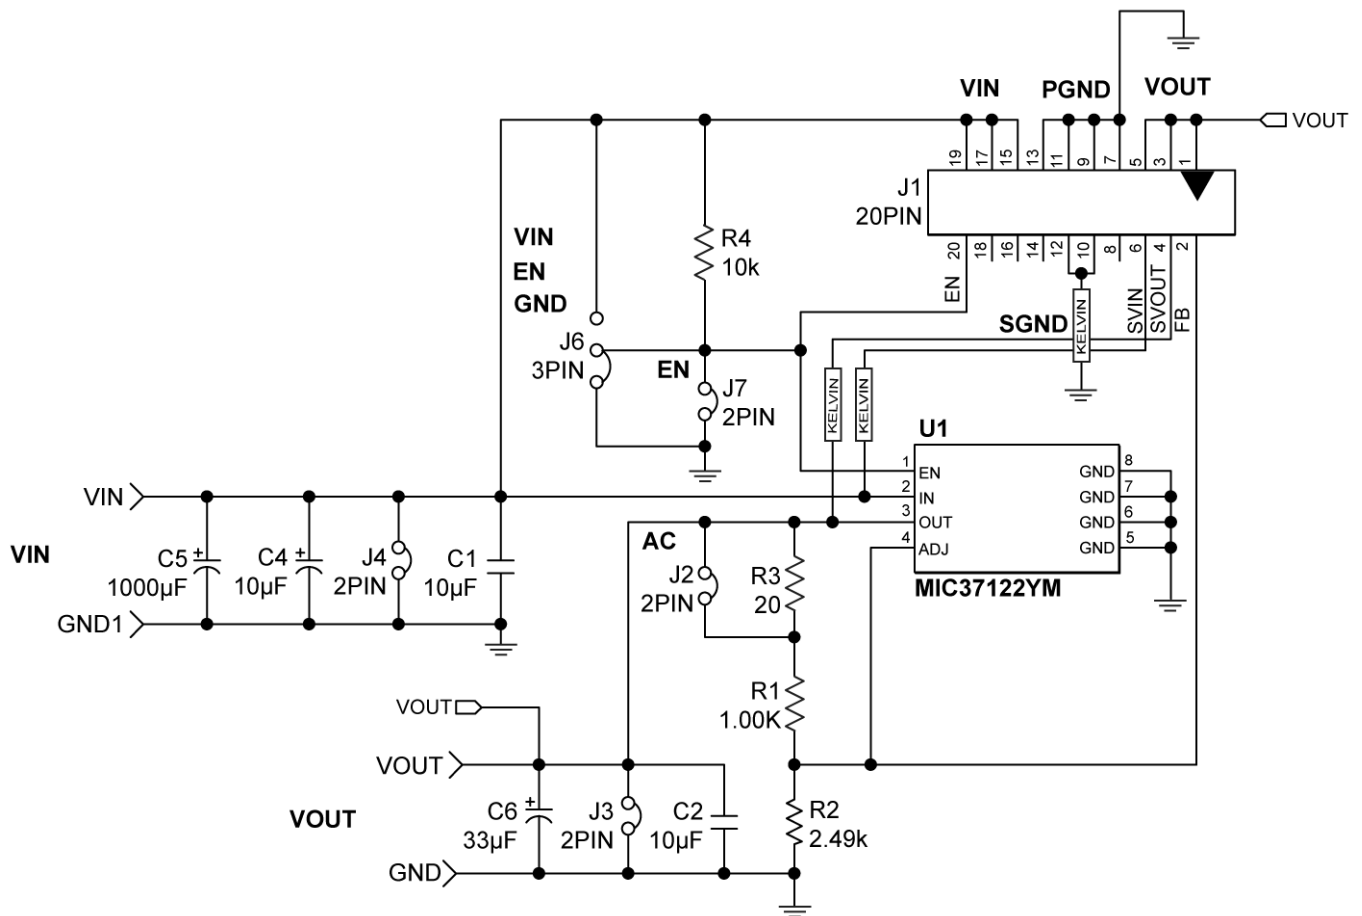 VIN
PGND
VOUT
VOUT
19
17
15
13
11
9
7
5
3
1
J1
20PIN
20
18
16
14
12
10
8
6
4
2
EN
SVIN
SVOUT
FB
VIN
EN
GND
R4
10k
SGND
KELVIN
J6
3PIN
EN
J7
2PIN
KELVIN
KELVIN
U1
1
EN
GND
8
2
IN
GND
7
3
OUT
GND
6
4
ADJ
GND
5
MIC37122YM
VIN
VIN
C5
+
1000µF
C4
+
10µF
J4
2PIN
C1
10µF
GND1
AC
J2
2PIN
R3
20
R1
1.00K
VOUT
VOUT
VOUT
C6
+
33µF
J3
2PIN
C2
10µF
R2
2.49k
GND